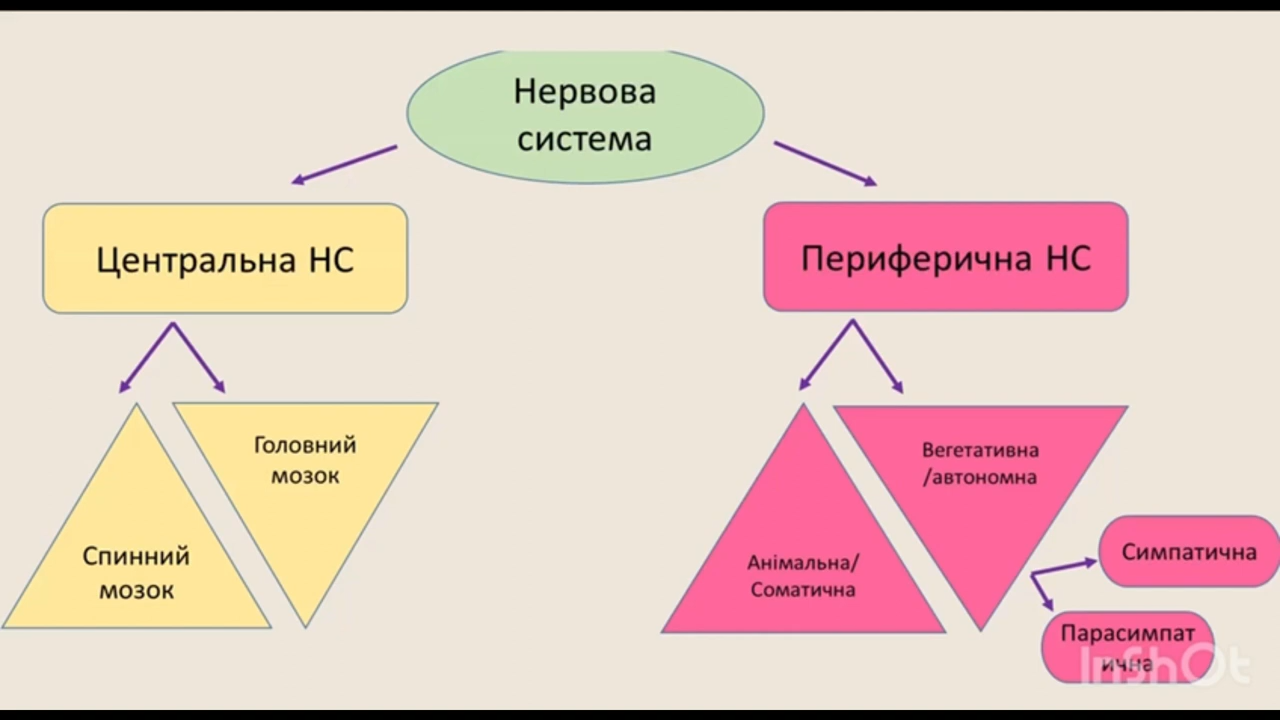 Нервова
система
Центральна НС
Периферична НС
Головний
мозок
Спинний
мозок
Вегетативна
/автономна
Анімальна/
Соматична
Симпатична
Парасимпат
ична
InShOt